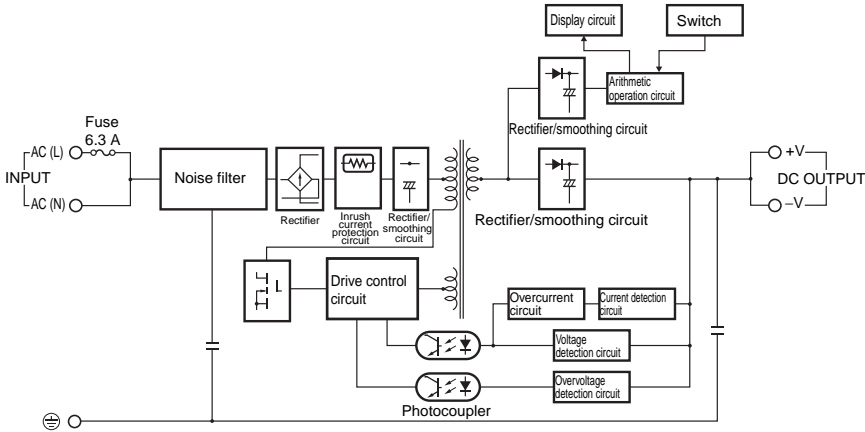 Display circuit
Switch
Arithmetic
operation circuit
Rectifier/smoothing circuit
Fuse
6.3 A
AC (L)
INPUT
AC (N)
Noise filter
Rectifier
Inrush
current
protection
circuit
Rectifier/
smoothing
circuit
Rectifier/smoothing circuit
+V
DC OUTPUT
−V
Drive control
circuit
Overcurrent
circuit
Current detection
circuit
Voltage
detection circuit
Overvoltage
detection circuit
Photocoupler